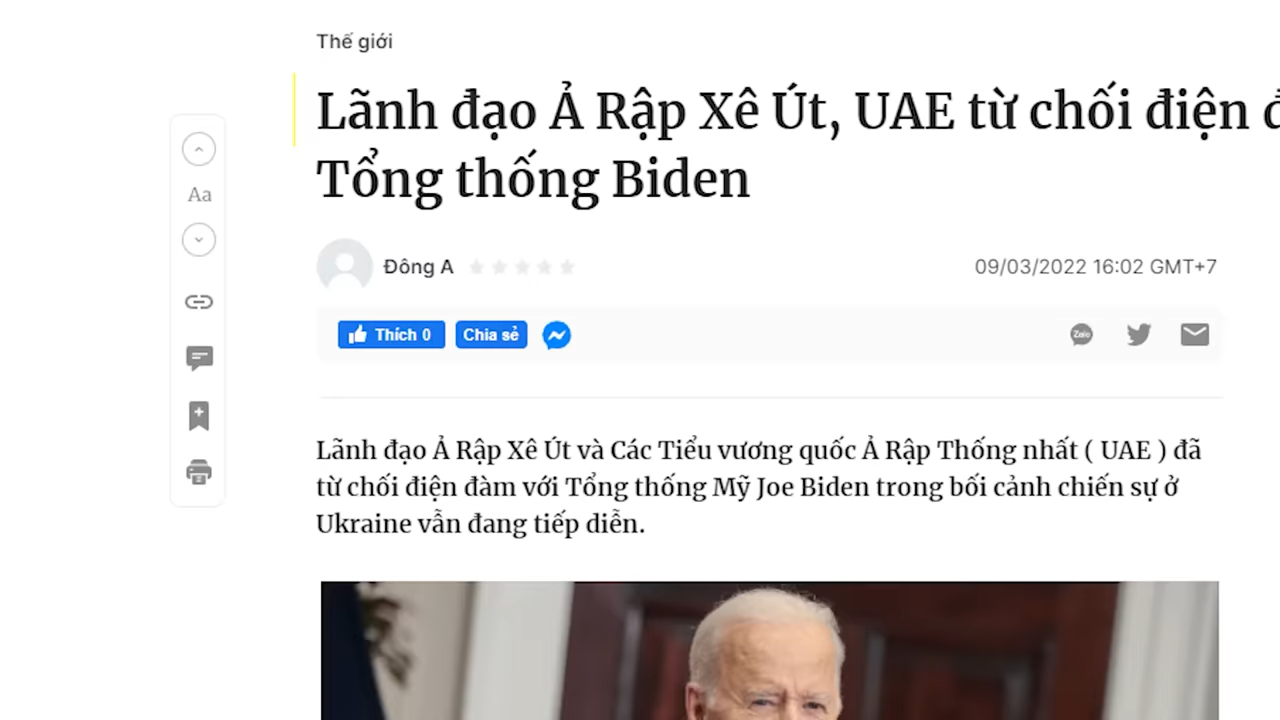 Thế giới
Lãnh đạo Ả Rập Xê Út, UAE từ chối điện
Tổng thống Biden
Aa
Đông A
09/03/2022 16:02 GMT+7
Thích 0
Chia sẻ
Zalo
Lãnh đạo Ả Rập Xê Út và Các Tiểu vương quốc Ả Rập Thống nhất ( UAE ) đã
từ chối điện đàm với Tổng thống Mỹ Joe Biden trong bối cảnh chiến sự ở
Ukraine vẫn đang tiếp diễn.